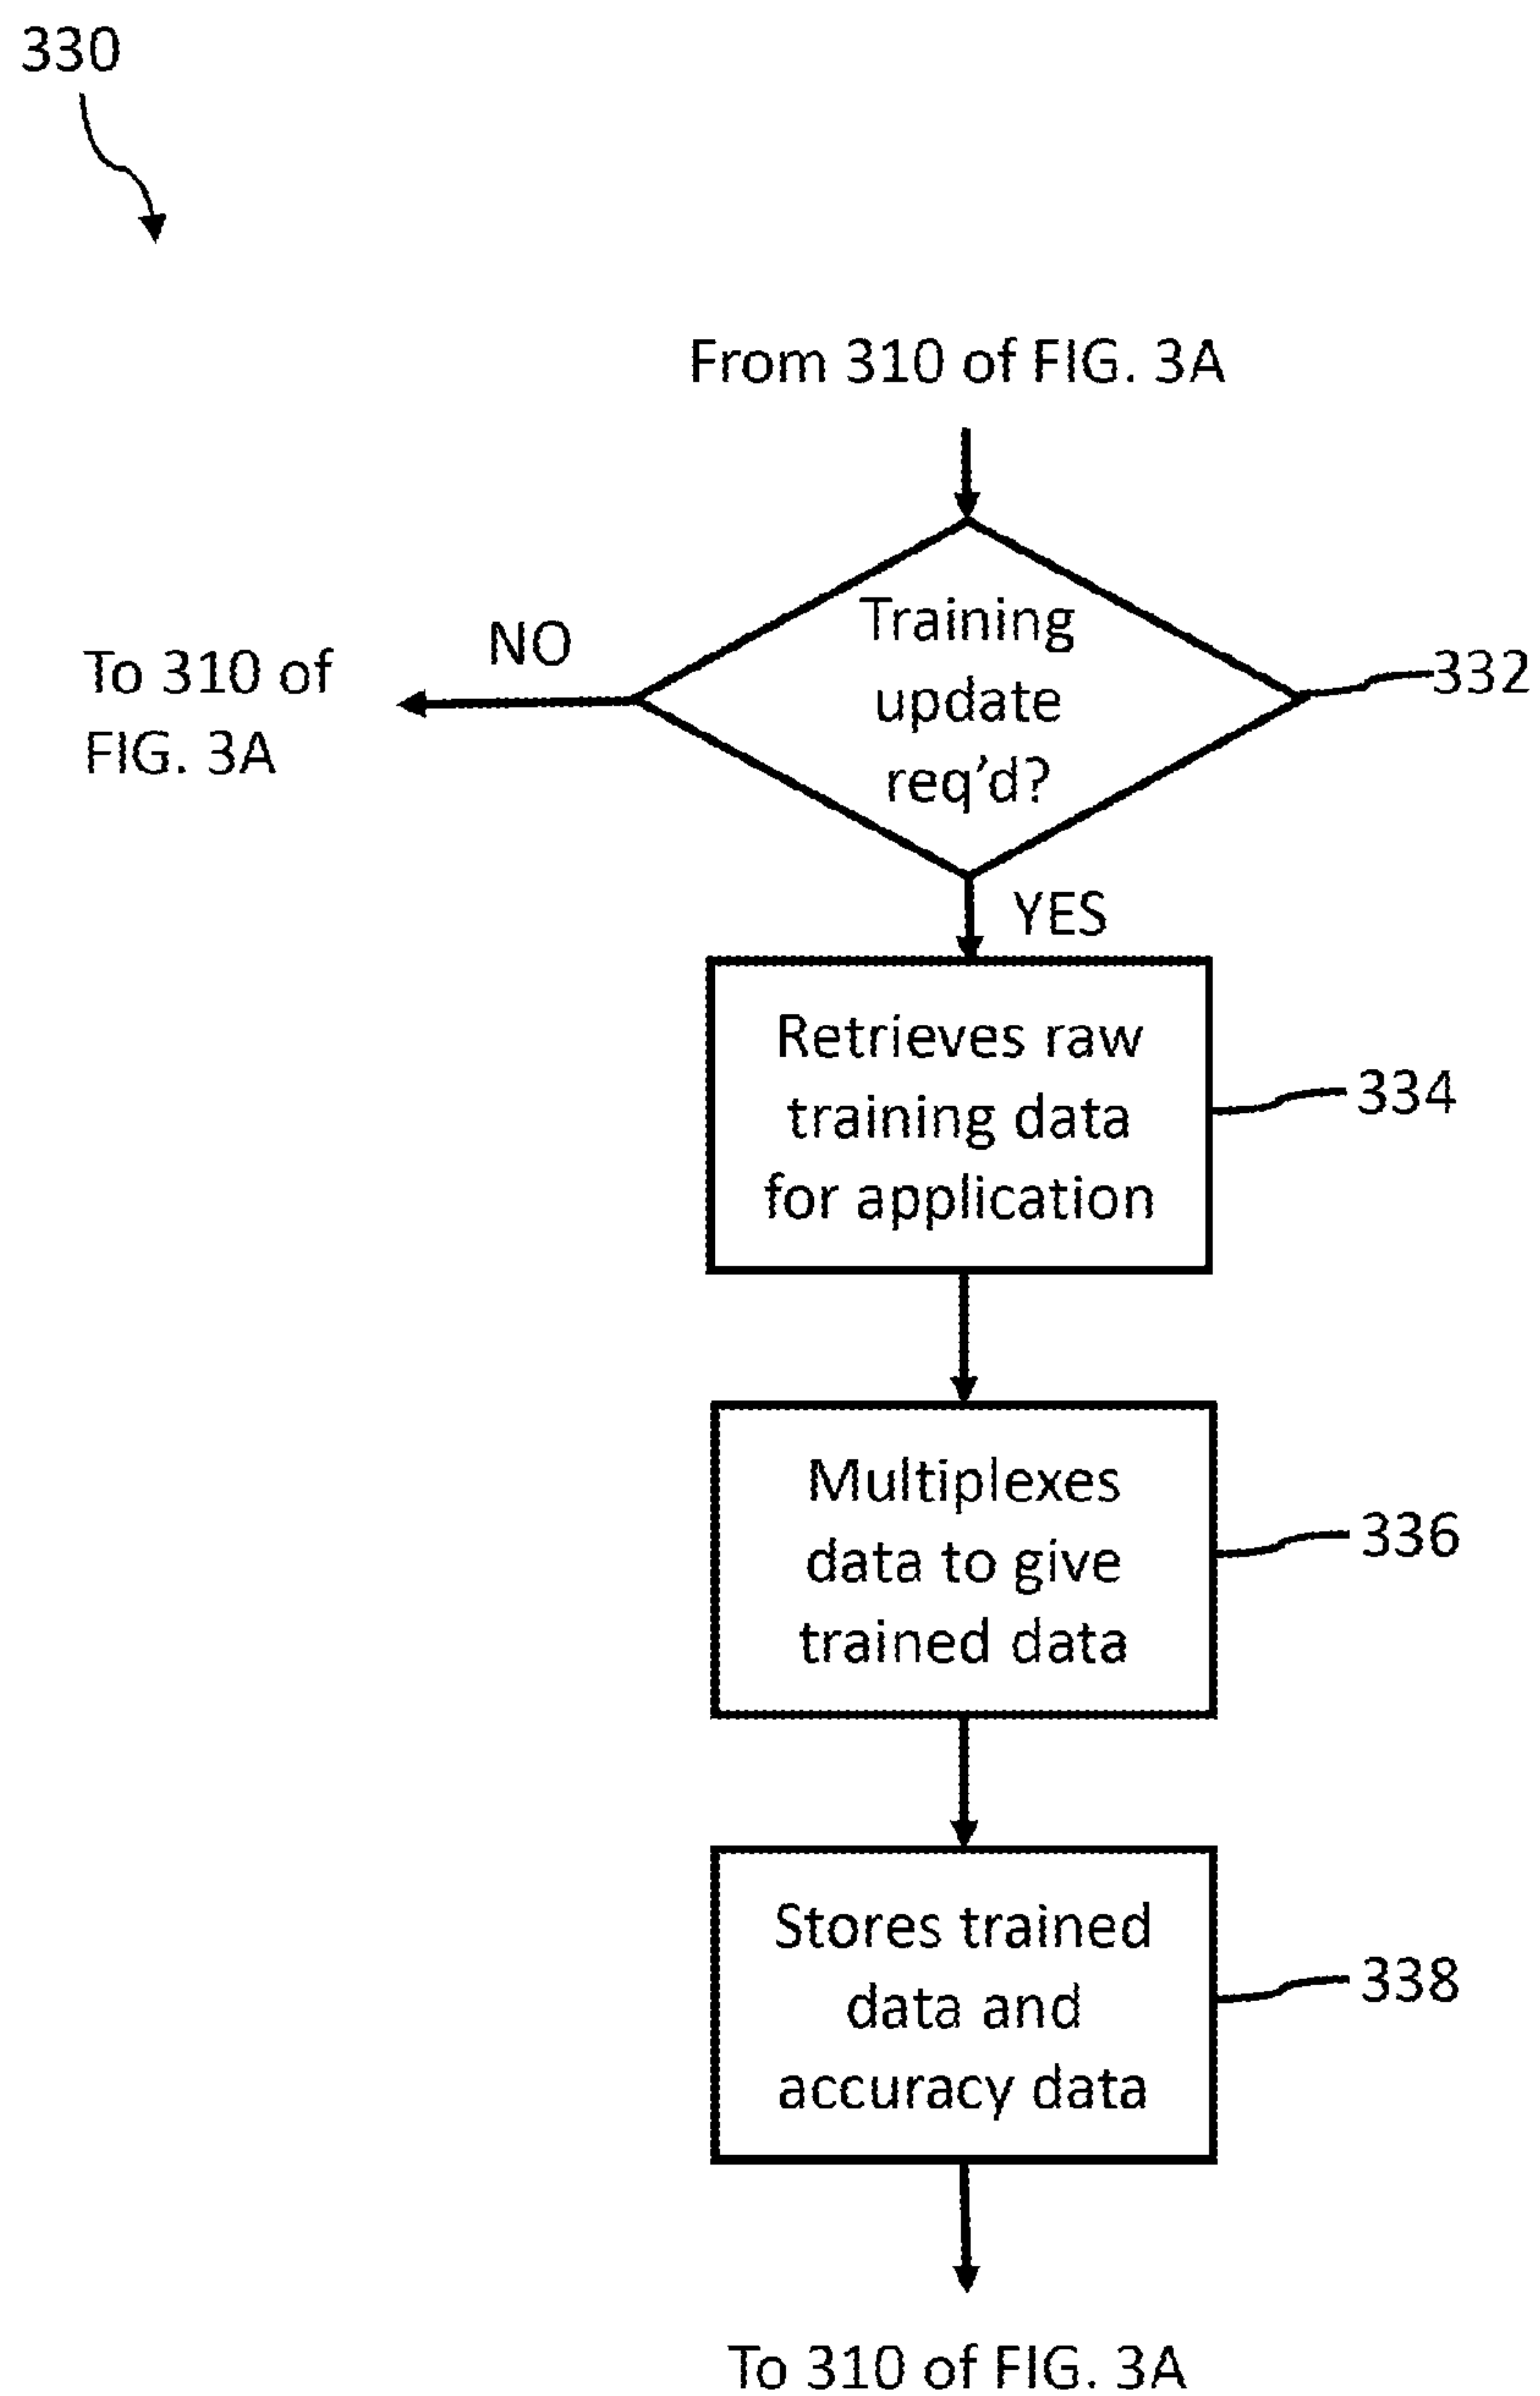 330
From 310 of FIG. 3A
Training
update
req'd?
332
NO
To 310 of
FIG. 3A
YES
Retrieves raw
training data
for application
334
Multiplexes
data to give
trained data
336
Stores trained
data and
accuracy data
338
To 310 of FIG. 3A